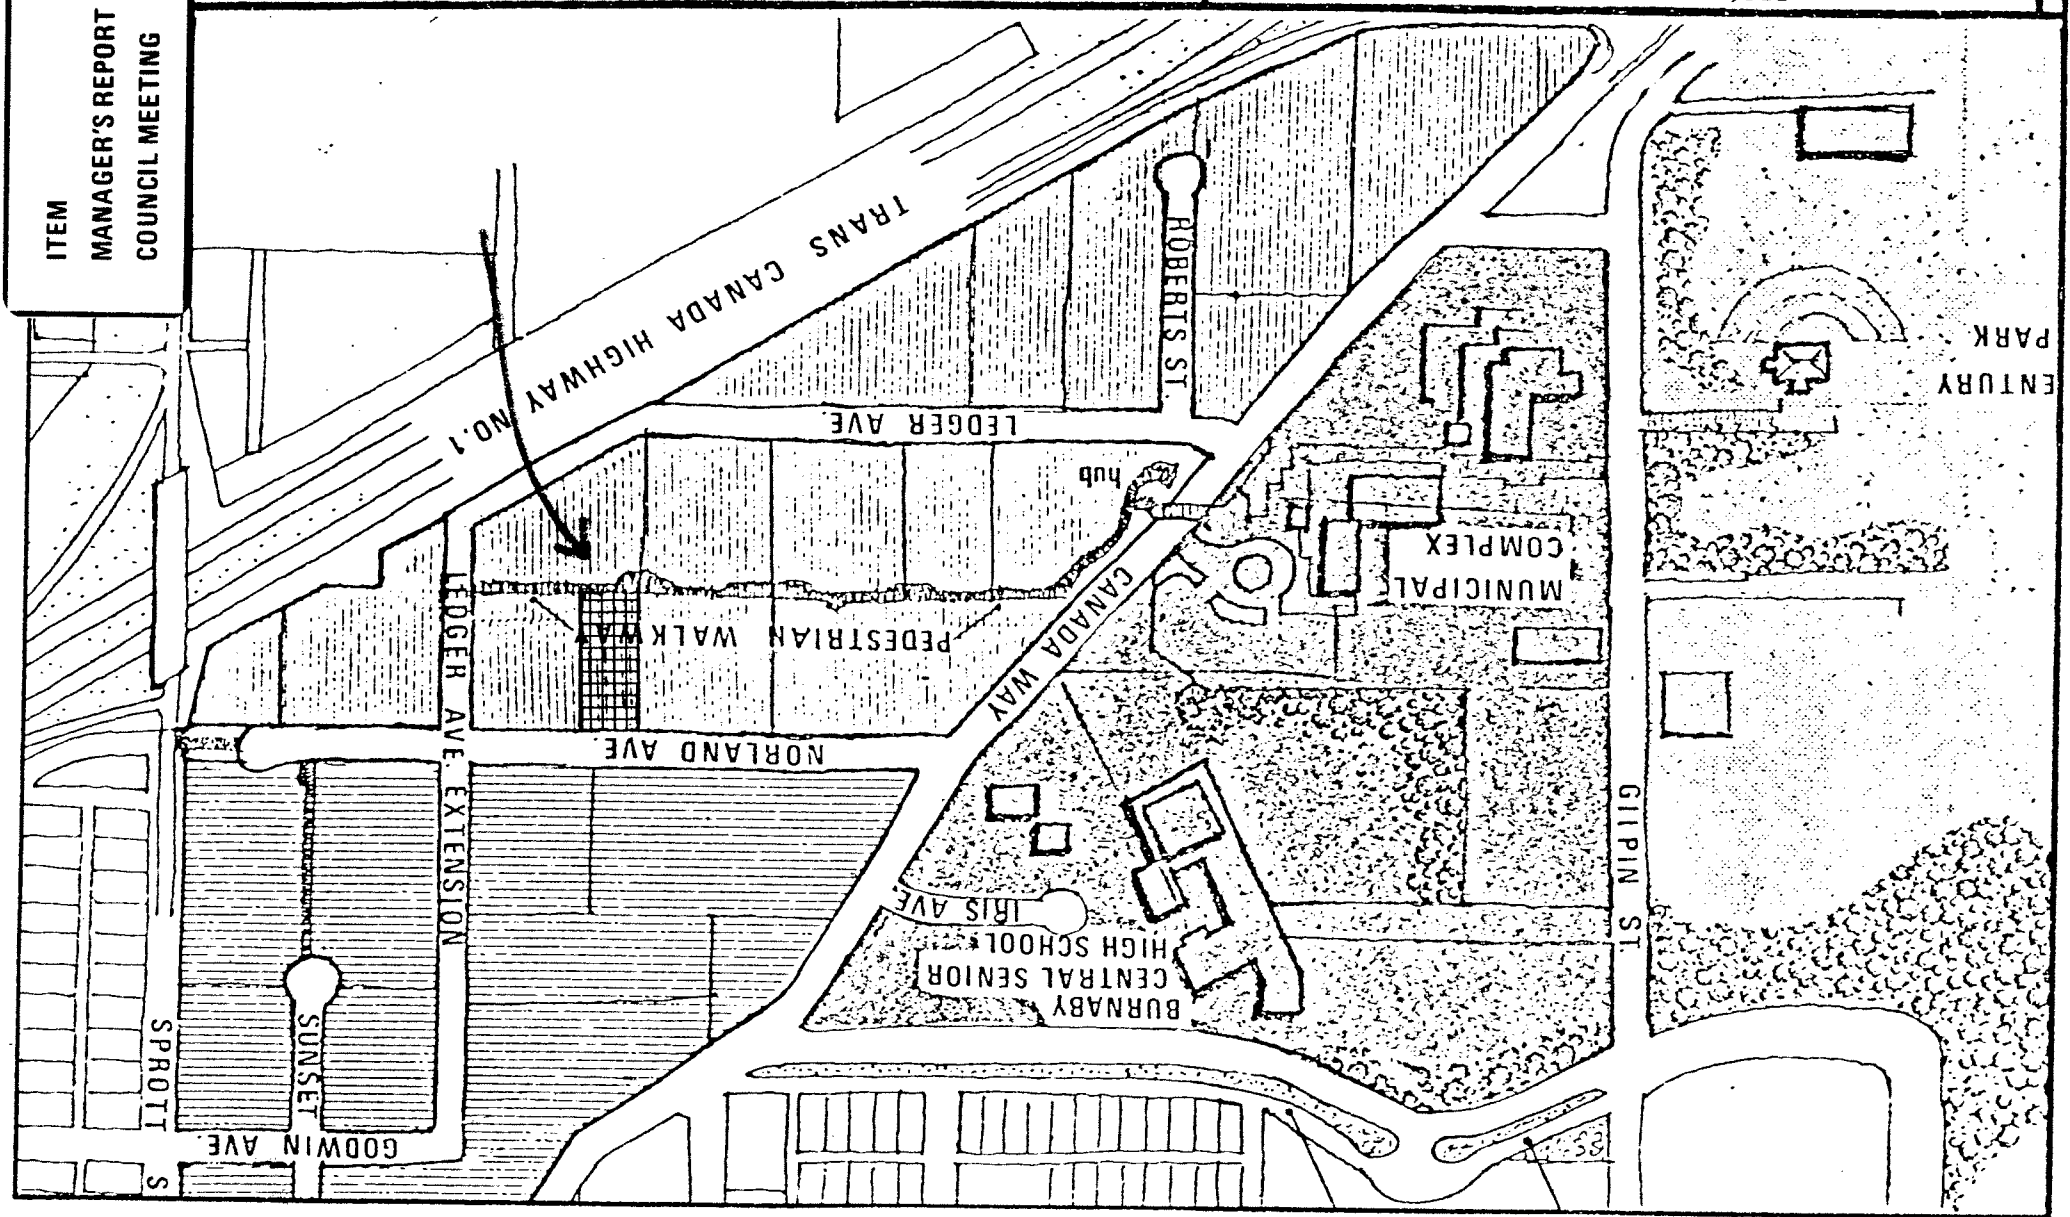 ITEM
MANAGER'S REPORT
COUNCIL MEETING
TRANS CANADA HIGHWAY NO.1
ROBERTS ST.
LEDGER AVE.
hub
PEDESTRIAN WALKWAY
CANADA WAY
MUNICIPAL
COMPLEX
ENTURY
PARK
LEDGER AVE EXTENSION
NORLAND AVE.
GILPIN ST.
IRIS AVE
BURNABY
CENTRAL SENIOR
HIGH SCHOOL
SUNSET
SPROTT S
GODWIN AVE.